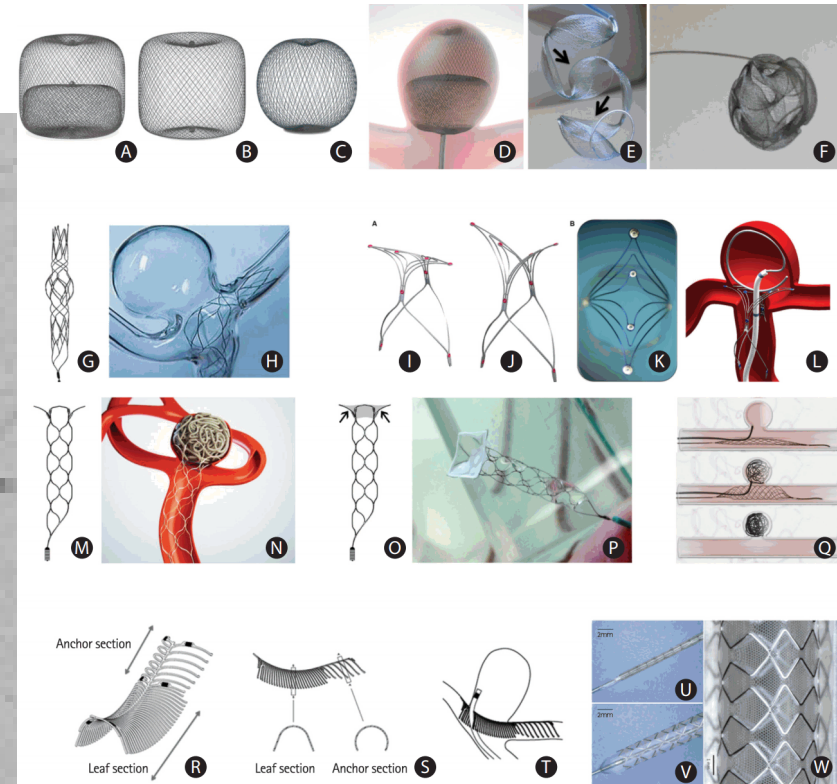 A B C D E F
A
B
G H I J K L
M N O P Q
Anchor section
Leaf section
R
Leaf section Anchor section
S
T
2mm
U
2mm
V
W